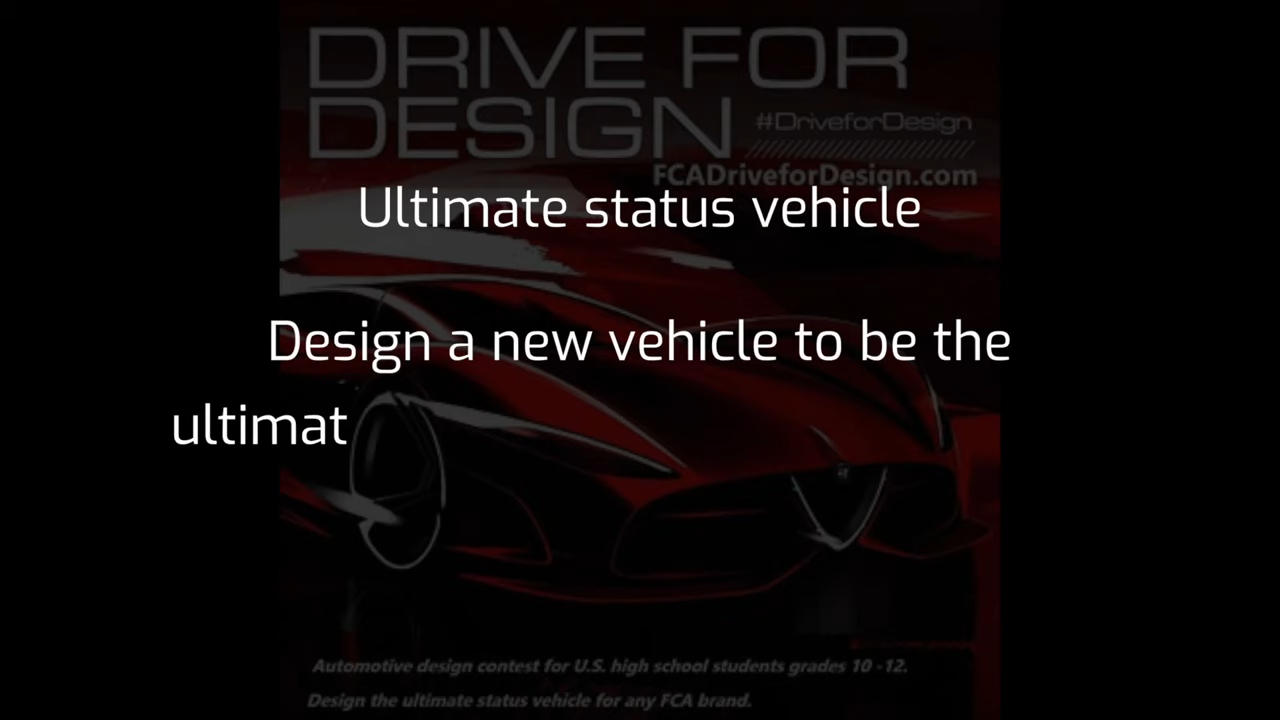 DRIVE FOR
DESIGN
#DriveforDesign
FCADriveforDesign.com
Ultimate status vehicle
Design a new vehicle to be the
ultimat
Automotive design contest for U.S. high school students grades 10 -12.
Design the ultimate status vehicle for any FCA brand.